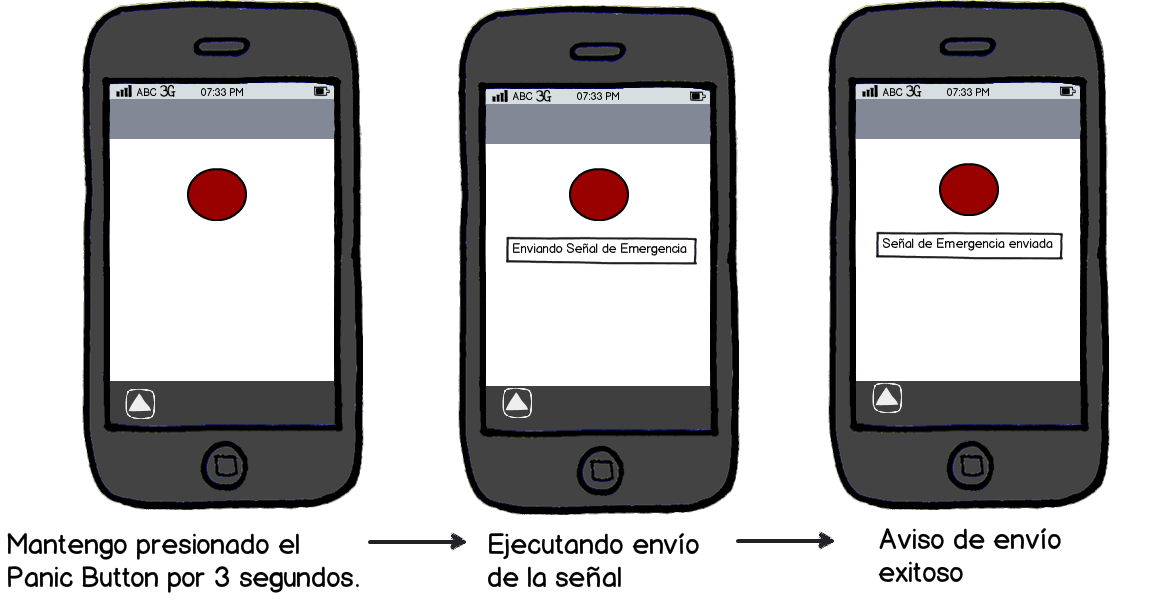 ABC 3G 07:33 PM
ABC 3G 07:33 PM
Enviando Señal de Emergencia
ABC 3G 07:33 PM
Señal de Emergencia enviada
Mantengo presionado el
Panic Button por 3 segundos.
Ejecutando envío
de la señal
Aviso de envío
exitoso